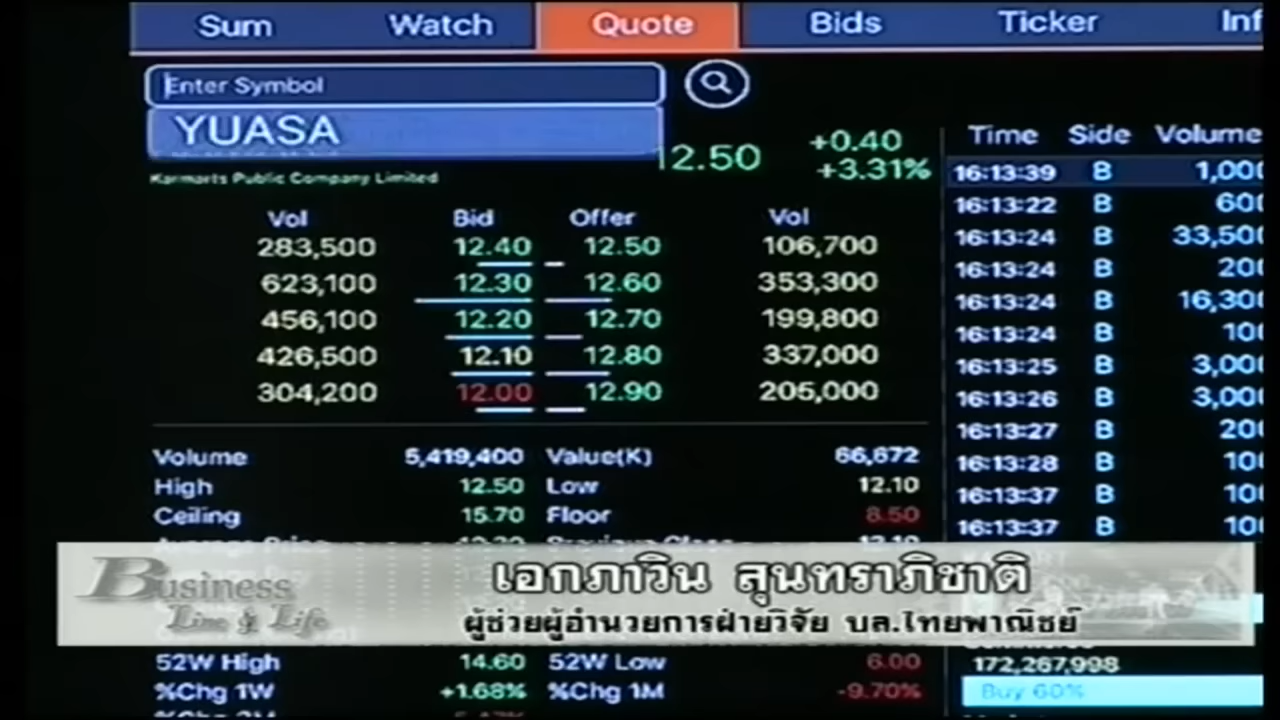 Sum Watch Quote Bids Ticker
Enter Symbol
YUASA
Karmarts Public Company Limited
12.50 +0.40
+3.31%
Vol Bid Offer Vol
283,500 12.40 12.50 106,700
623,100 12.30 12.60 353,300
456,100 12.20 12.70 199,800
426,500 12.10 12.80 337,000
304,200 12.00 12.90 205,000
Volume 5,419,400 Value(K) 66,672
High 12.50 Low 12.10
Ceiling 15.70 Floor 8.50
Time Side Volume
16:13:39 B 1,000
16:13:22 B 600
16:13:24 B 33,500
16:13:24 B 200
16:13:24 B 16,300
16:13:24 B 100
16:13:25 B 3,000
16:13:26 B 3,000
16:13:27 B 200
16:13:28 B 100
16:13:37 B 100
16:13:37 B 100
Business
Line & Life
เอกภาวิน สุนทราภิชาติ
ผู้ช่วยผู้อำนวยการฝ่ายวิจัย บล.ไทยพาณิชย์
52W High 14.60 52W Low 6.00
%Chg 1W +1.68% %Chg 1M -9.70%
172,267,998
Buy 60%